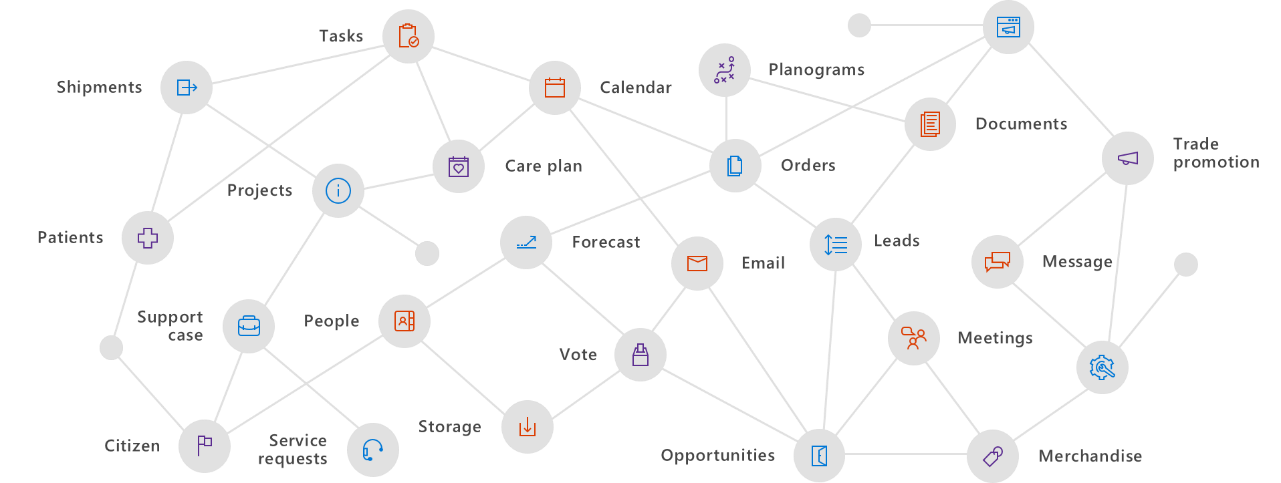 Tasks
Shipments
Calendar
Planograms
Documents
Trade
promotion
Care plan
Orders
Projects
Patients
Forecast
Email
Leads
Message
Support
case
People
Vote
Meetings
Storage
Citizen
Service
requests
Opportunities
Merchandise